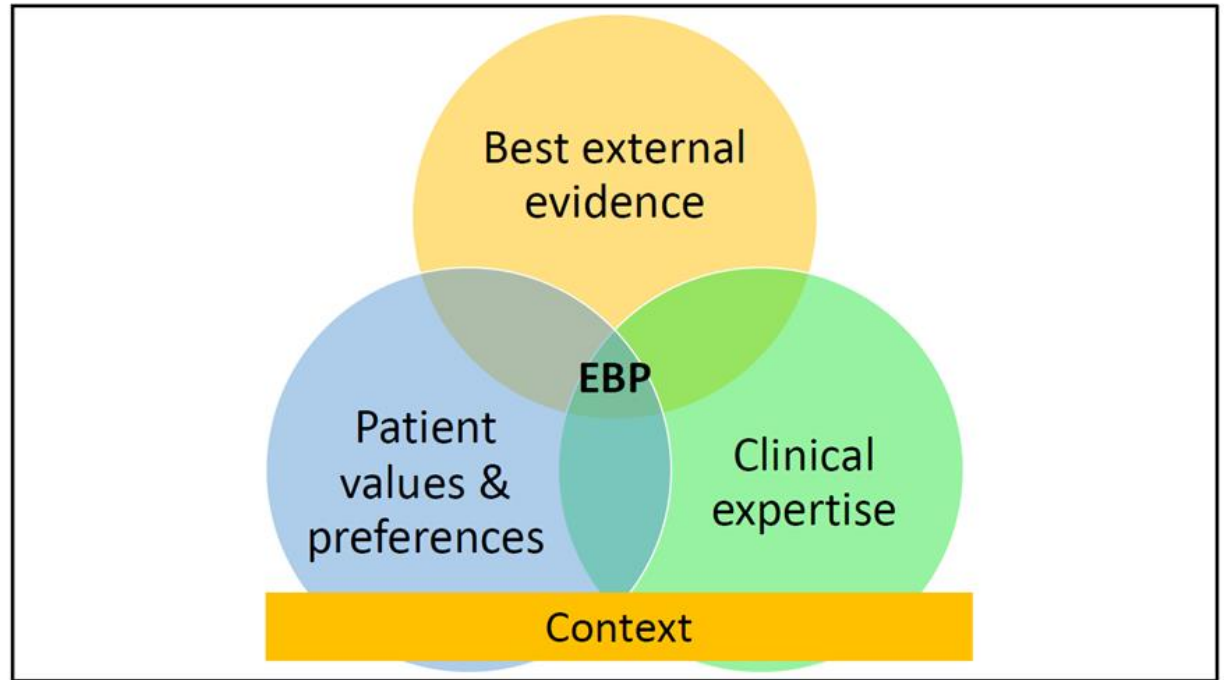 Best external
evidence
EBP
Patient
values &
preferences
Clinical
expertise
Context